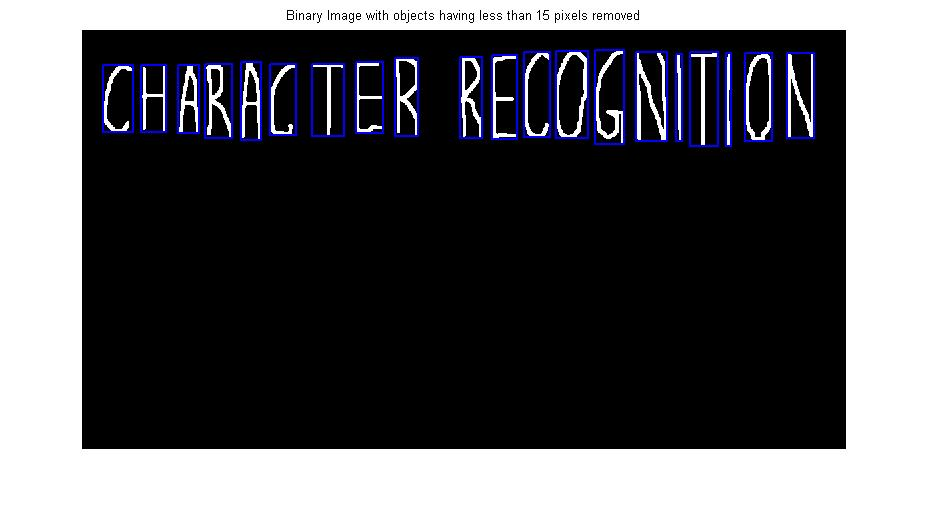 Binary Image with objects having less than 15 pixels removed
CHARACTER RECOGNITION